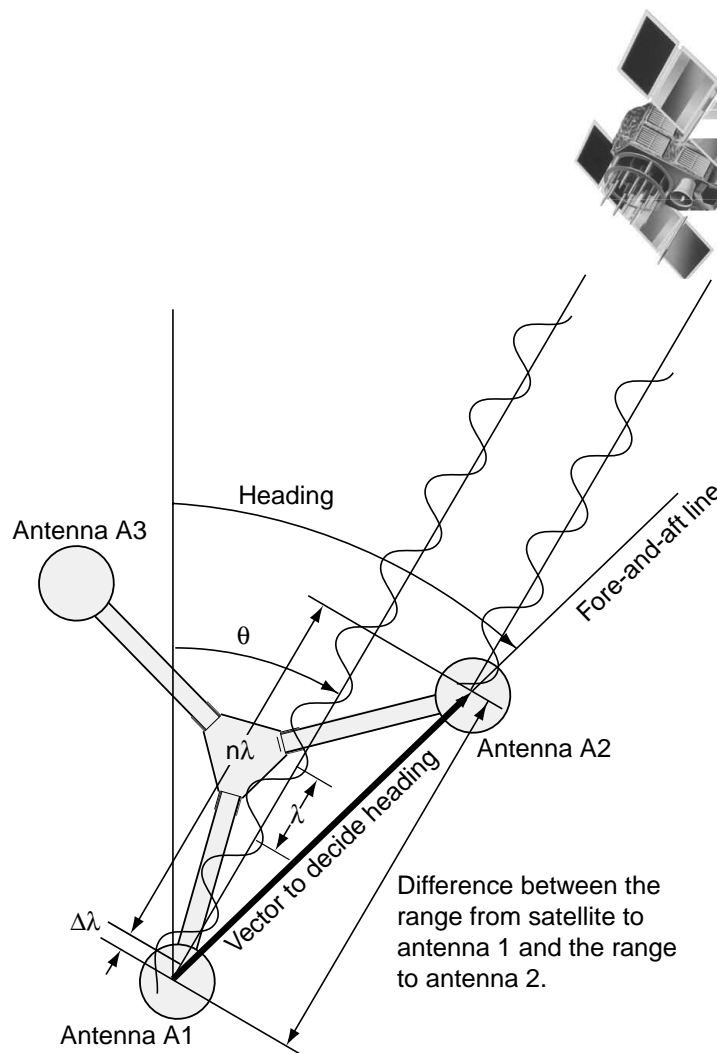 Heading
Antenna A3
Fore-and-aft line
θ
nλ
Antenna A2
λ
Vector to decide heading
Difference between the
range from satellite to
antenna 1 and the range
to antenna 2.
Δλ
Antenna A1